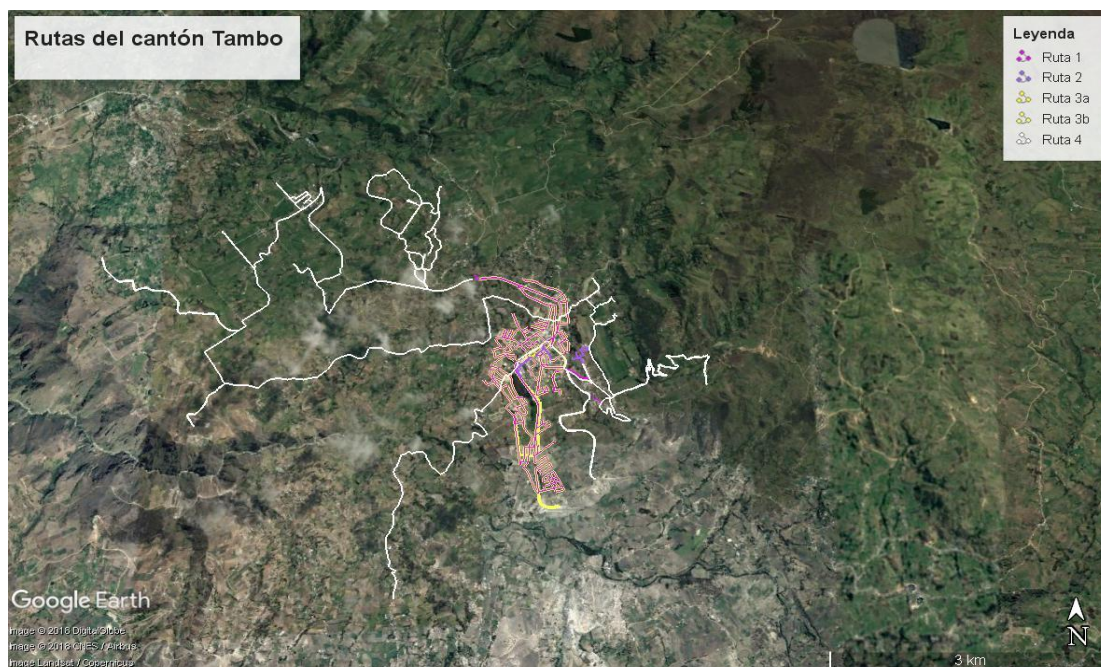 Rutas del cantón Tambo
Leyenda
Ruta 1
Ruta 2
Ruta 3a
Ruta 3b
Ruta 4
Google Earth
Image © 2018 DigitalGlobe
Image © 2018 CNES / Airbus
Image Landsat / Copernicus
3 km
N